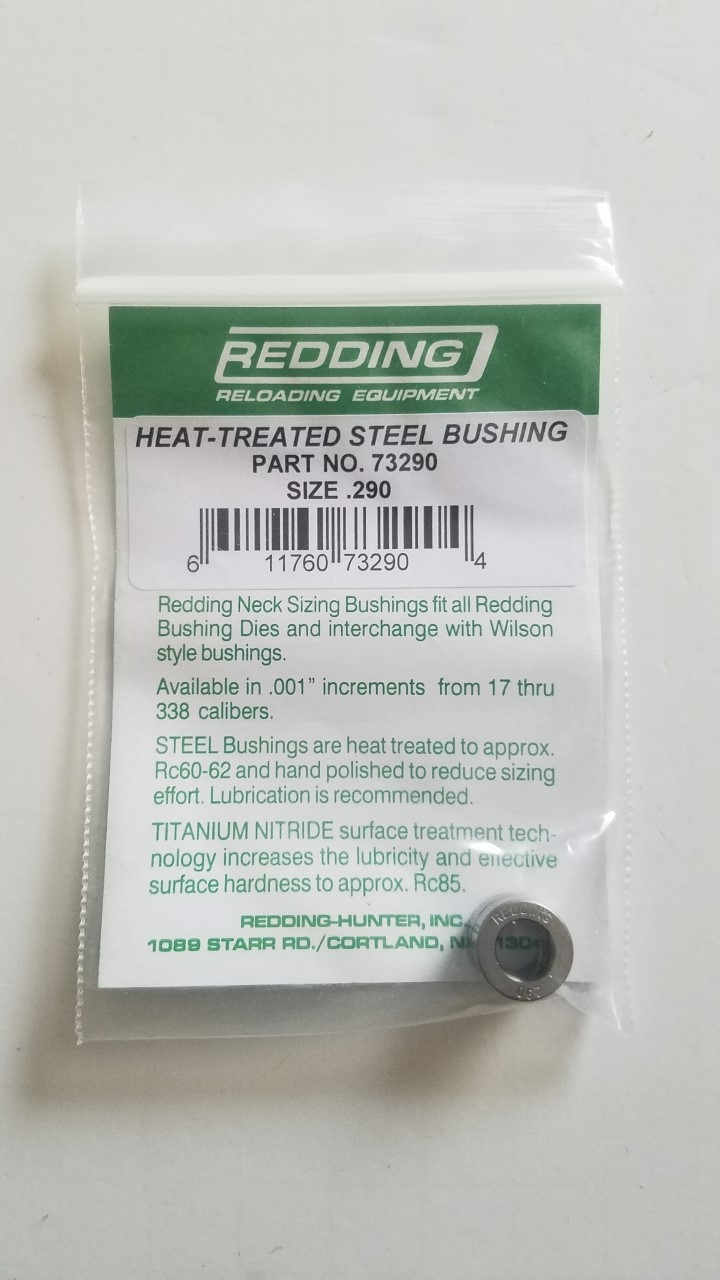 REDDING
RELOADING EQUIPMENT
HEAT-TREATED STEEL BUSHING
PART NO. 73290
SIZE .290
6 11760 73290 4
Redding Neck Sizing Bushings fit all Redding
Bushing Dies and interchange with Wilson
style bushings.
Available in .001” increments from 17 thru
338 calibers.
STEEL Bushings are heat treated to approx.
Rc60-62 and hand polished to reduce sizing
effort. Lubrication is recommended.
TITANIUM NITRIDE surface treatment tech-
nology increases the lubricity and effective
surface hardness to approx. Rc85.
REDDING-HUNTER, INC.
1089 STARR RD./CORTLAND,
REDDING